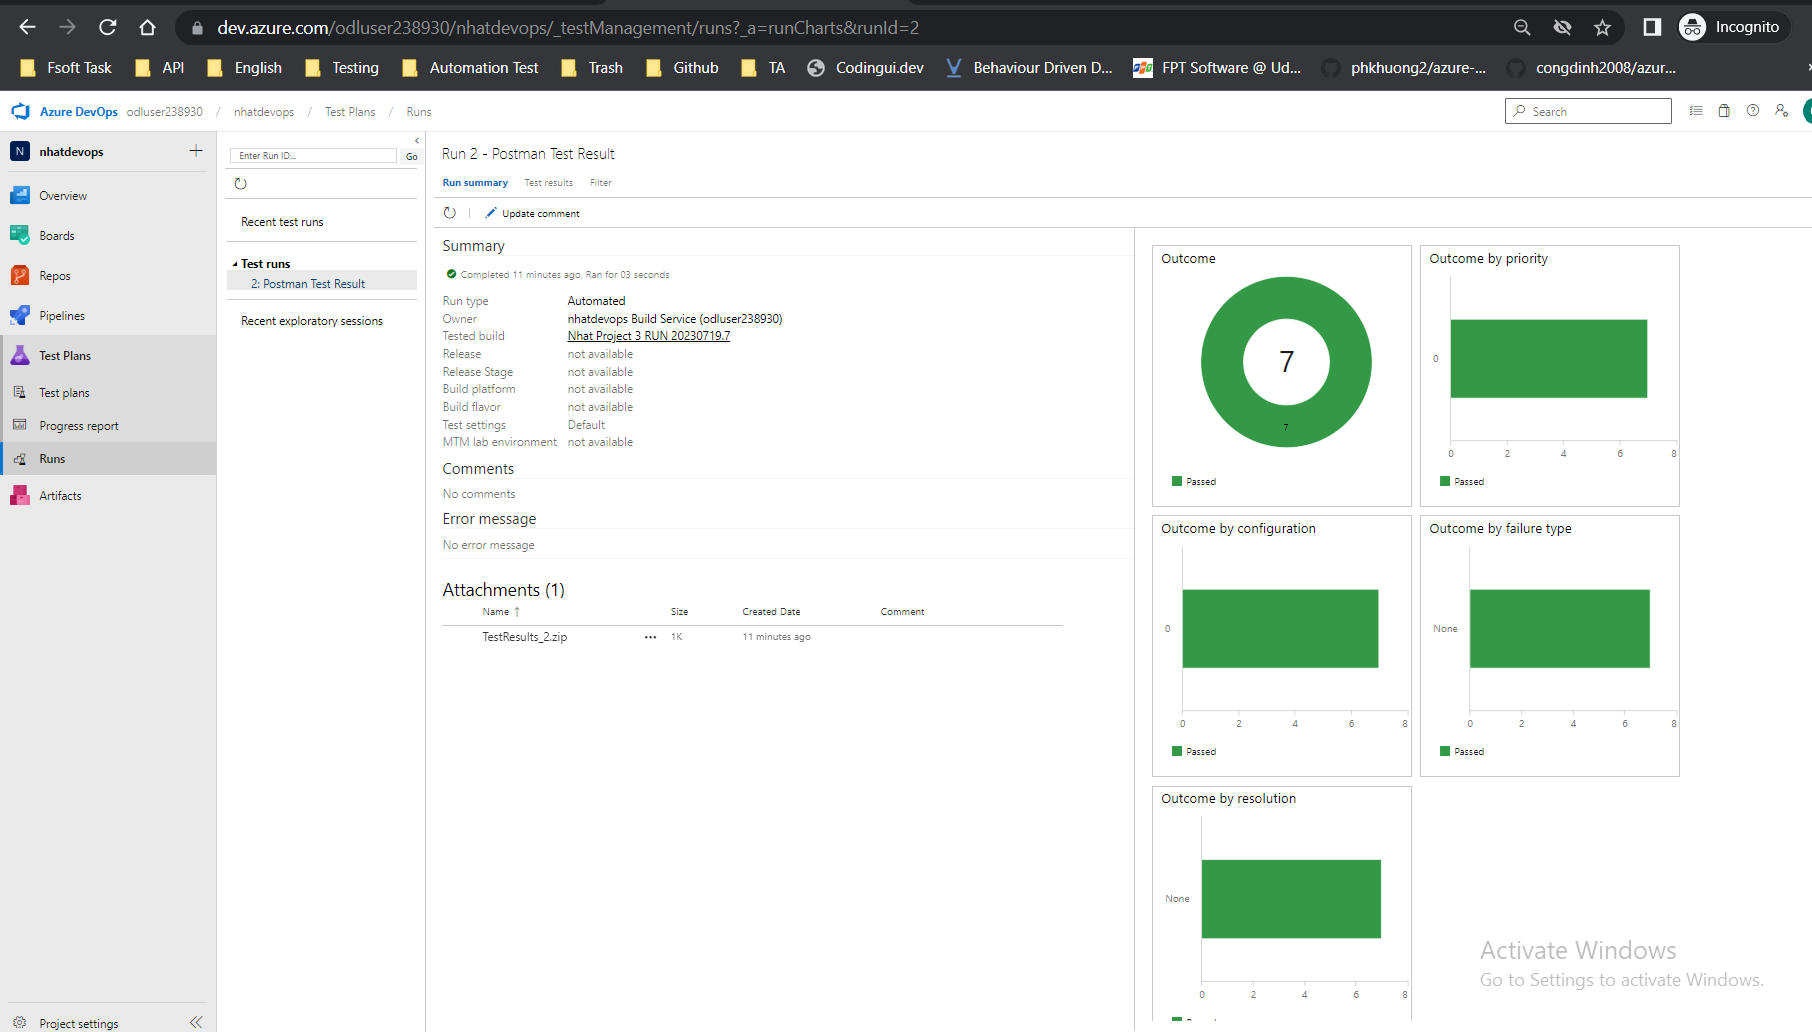 dev.azure.com/odluser238930/nhatdevops/_testManagement/runs?_a=runCharts&runId=2
Incognito
Fsoft Task
API
English
Testing
Automation Test
Trash
Github
TA
Codingui.dev
Behaviour Driven D...
FPT Software @ Ud...
phkhuong2/azure-...
congdinh2008/azur...
Azure DevOps odluser238930 / nhatdevops / Test Plans / Runs
Search
N nhatdevops
Overview
Boards
Repos
Pipelines
Test Plans
Test plans
Progress report
Runs
Artifacts
Project settings
Enter Run ID...
Go
Recent test runs
Test runs
2: Postman Test Result
Recent exploratory sessions
Run 2 - Postman Test Result
Run summary Test results Filter
Update comment
Summary
Completed 11 minutes ago, Ran for 03 seconds
Run type Automated
Owner nhatdevops Build Service (odluser238930)
Tested build Nhat Project 3 RUN 20230719.7
Release not available
Release Stage not available
Build platform not available
Build flavor not available
Test settings Default
MTM lab environment not available
Comments
No comments
Error message
No error message
Attachments (1)
Name ↑ Size Created Date Comment
TestResults_2.zip ... 1K 11 minutes ago
Outcome
7
7
Passed
Outcome by priority
0
0 2 4 6 8
Passed
Outcome by configuration
0
0 2 4 6 8
Passed
Outcome by failure type
None
0 2 4 6 8
Passed
Outcome by resolution
None
0 2 4 6 8
Activate Windows
Go to Settings to activate Windows.